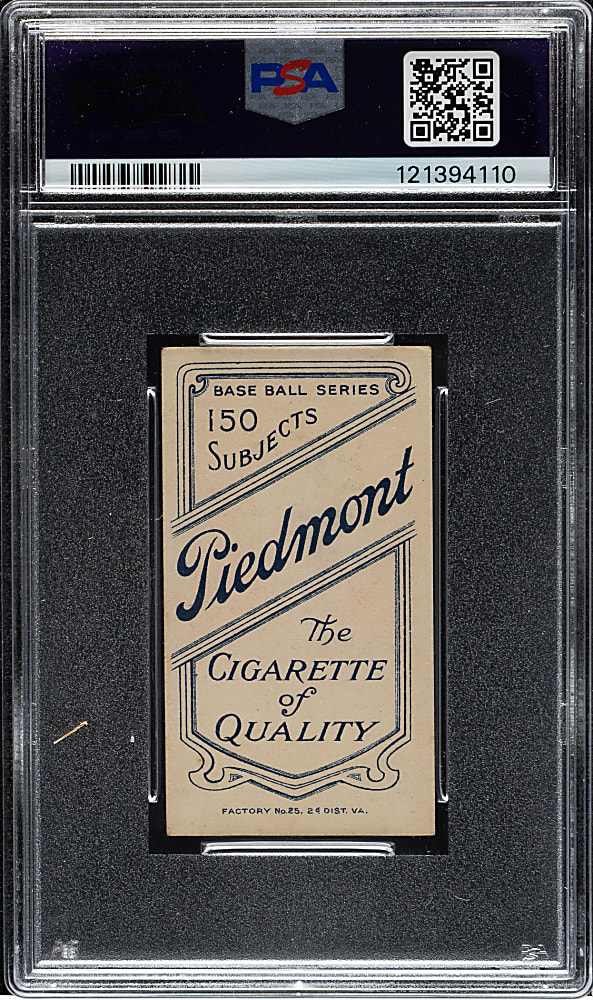 PSA
121394110
BASE BALL SERIES
150
SUBJECTS
Piedmont
The
CIGARETTE
of
QUALITY
FACTORY No.25, 2d DIST. VA.